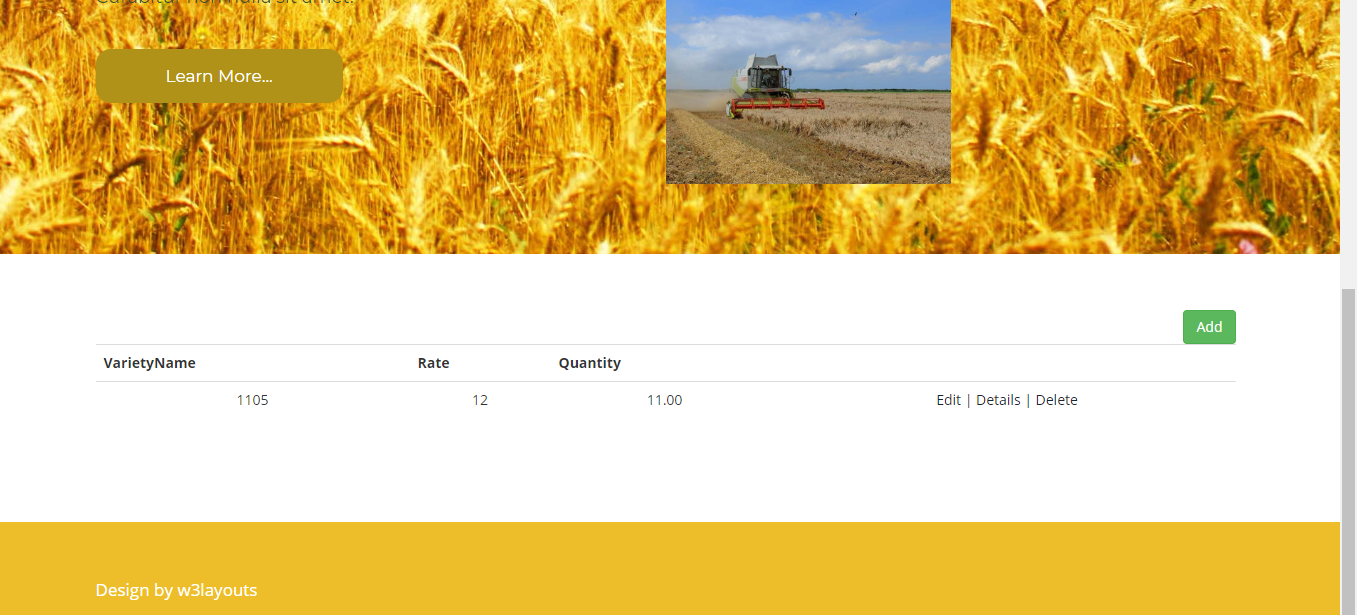 Learn More...
Add
VarietyName Rate Quantity
1105 12 11.00 Edit | Details | Delete
Design by w3layouts